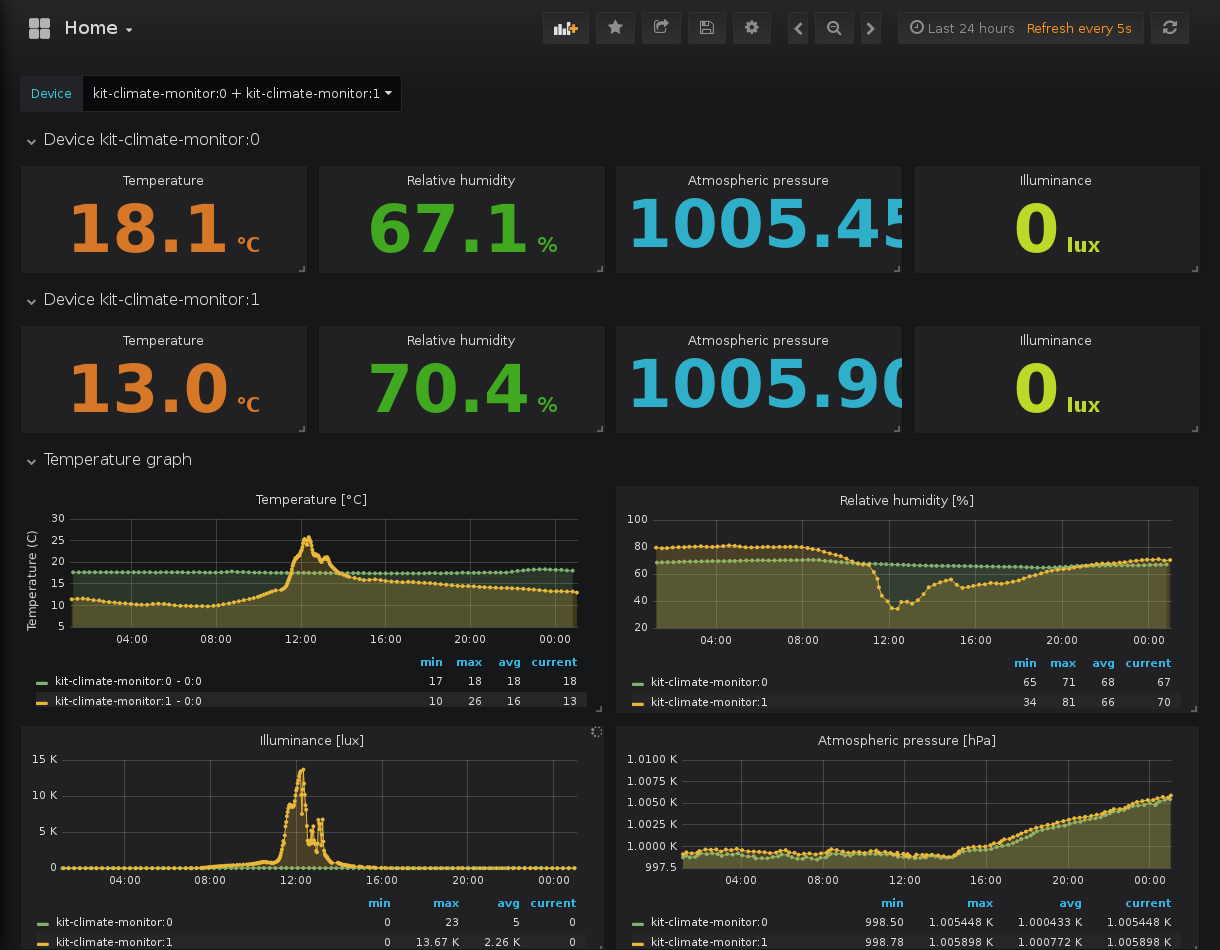 Home
Last 24 hours Refresh every 5s
Device kit-climate-monitor:0 + kit-climate-monitor:1
Device kit-climate-monitor:0
Temperature Relative humidity Atmospheric pressure Illuminance
18.1 °C 67.1 % 1005.45 0 lux
Device kit-climate-monitor:1
Temperature Relative humidity Atmospheric pressure Illuminance
13.0 °C 70.4 % 1005.90 0 lux
Temperature graph
Temperature [°C]
Temperature (C)
30
25
20
15
10
5
04:00 08:00 12:00 16:00 20:00 00:00
min max avg current
kit-climate-monitor:0 - 0:0 17 18 18 18
kit-climate-monitor:1 - 0:0 10 26 16 13
Relative humidity [%]
100
80
60
40
20
04:00 08:00 12:00 16:00 20:00 00:00
min max avg current
kit-climate-monitor:0 65 71 68 67
kit-climate-monitor:1 34 81 66 70
Illuminance [lux]
15 K
10 K
5 K
0
04:00 08:00 12:00 16:00 20:00 00:00
min max avg current
kit-climate-monitor:0 0 23 5 0
kit-climate-monitor:1 0 13.67 K 2.26 K 0
Atmospheric pressure [hPa]
1.0100 K
1.0075 K
1.0050 K
1.0025 K
1.0000 K
997.5
04:00 08:00 12:00 16:00 20:00 00:00
min max avg current
kit-climate-monitor:0 998.50 1.005448 K 1.000433 K 1.005448 K
kit-climate-monitor:1 998.78 1.005898 K 1.000772 K 1.005898 K